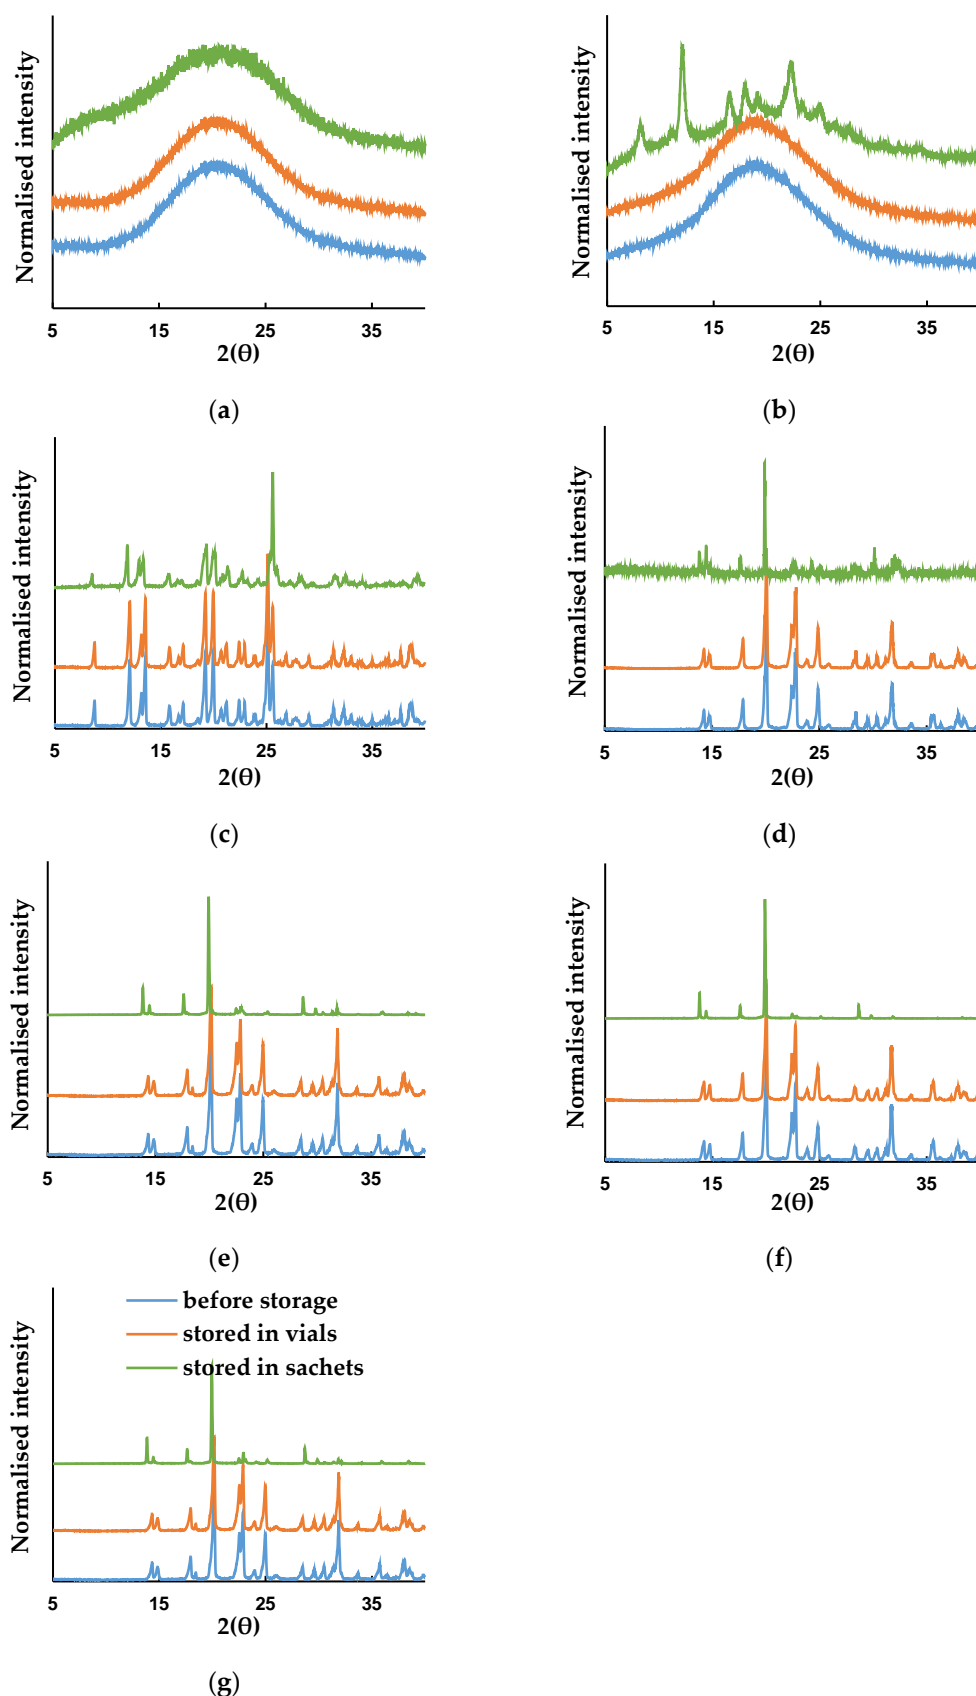 Normalised intensity
5 15 25 35
2(θ)
(a)
Normalised intensity
5 15 25 35
2(θ)
(b)
Normalised intensity
5 15 25 35
2(θ)
(c)
Normalised intensity
5 15 25 35
2(θ)
(d)
Normalised intensity
5 15 25 35
2(θ)
(e)
Normalised intensity
5 15 25 35
2(θ)
(f)
Normalised intensity
before storage
stored in vials
stored in sachets
5 15 25 35
2(θ)
(g)